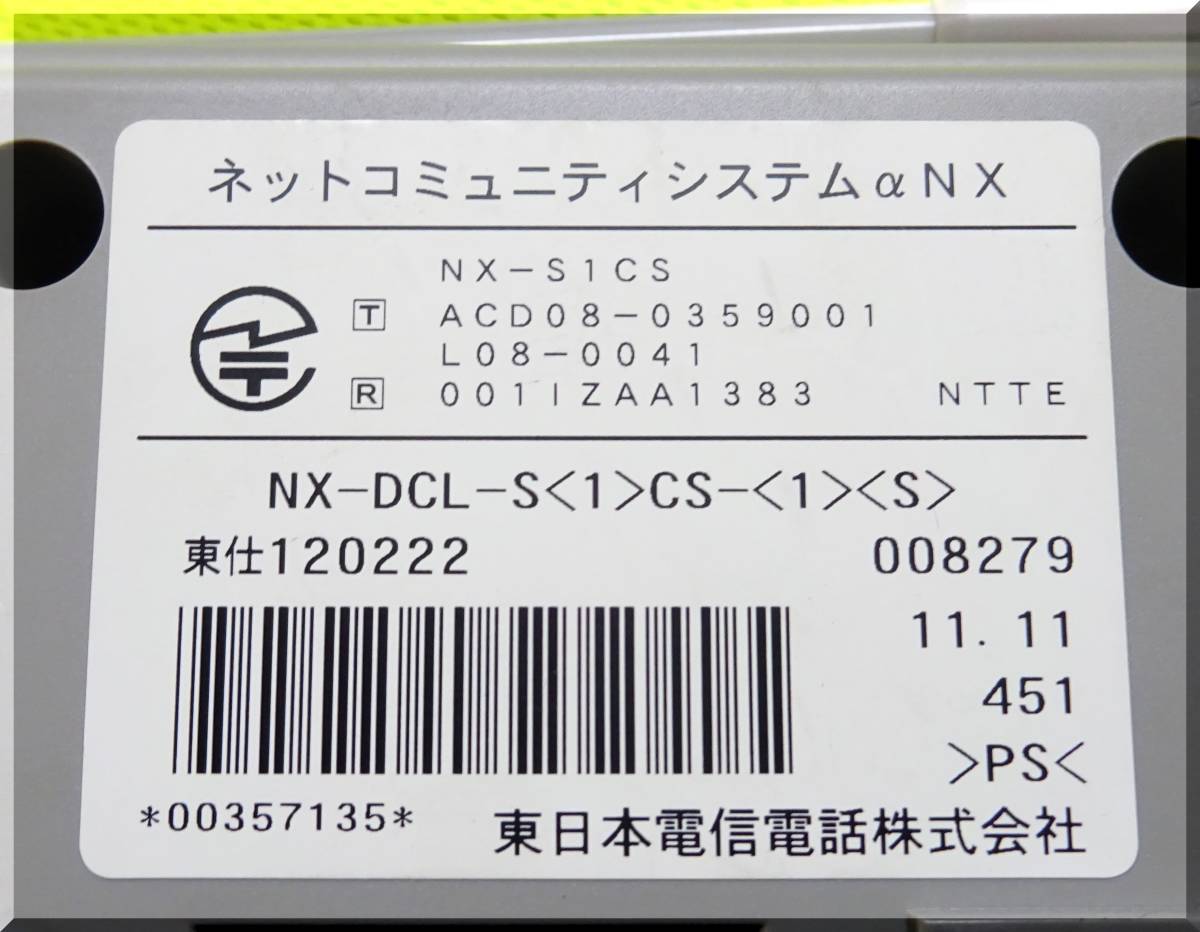 ネットコミュニティシステムαNX
NX-S1CS
T ACD08-0359001
L08-0041
R 001IZAA1383 NTTE
NX-DCL-S<1>CS-<1><S>
東仕120222 008279
11.11
451
>PS<
*00357135*
東日本電信電話株式会社